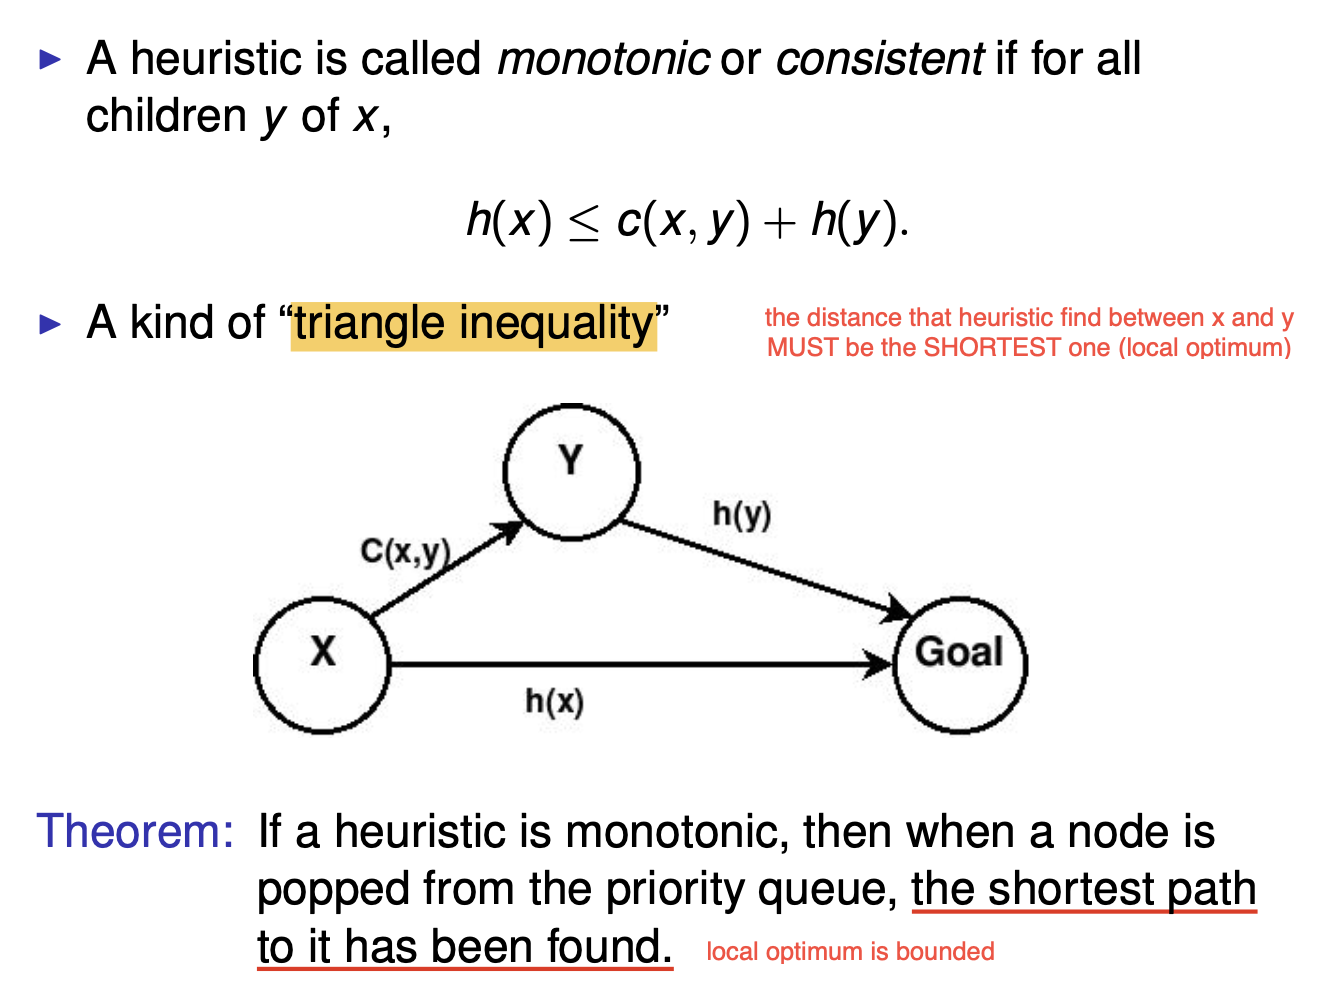 ▶ A heuristic is called monotonic or consistent if for all
children y of x,
h(x) ≤ c(x, y) + h(y).
▶ A kind of “triangle inequality”
the distance that heuristic find between x and y
MUST be the SHORTEST one (local optimum)
Y
h(y)
C(x,y)
X
Goal
h(x)
Theorem: If a heuristic is monotonic, then when a node is
popped from the priority queue, the shortest path
to it has been found. local optimum is bounded